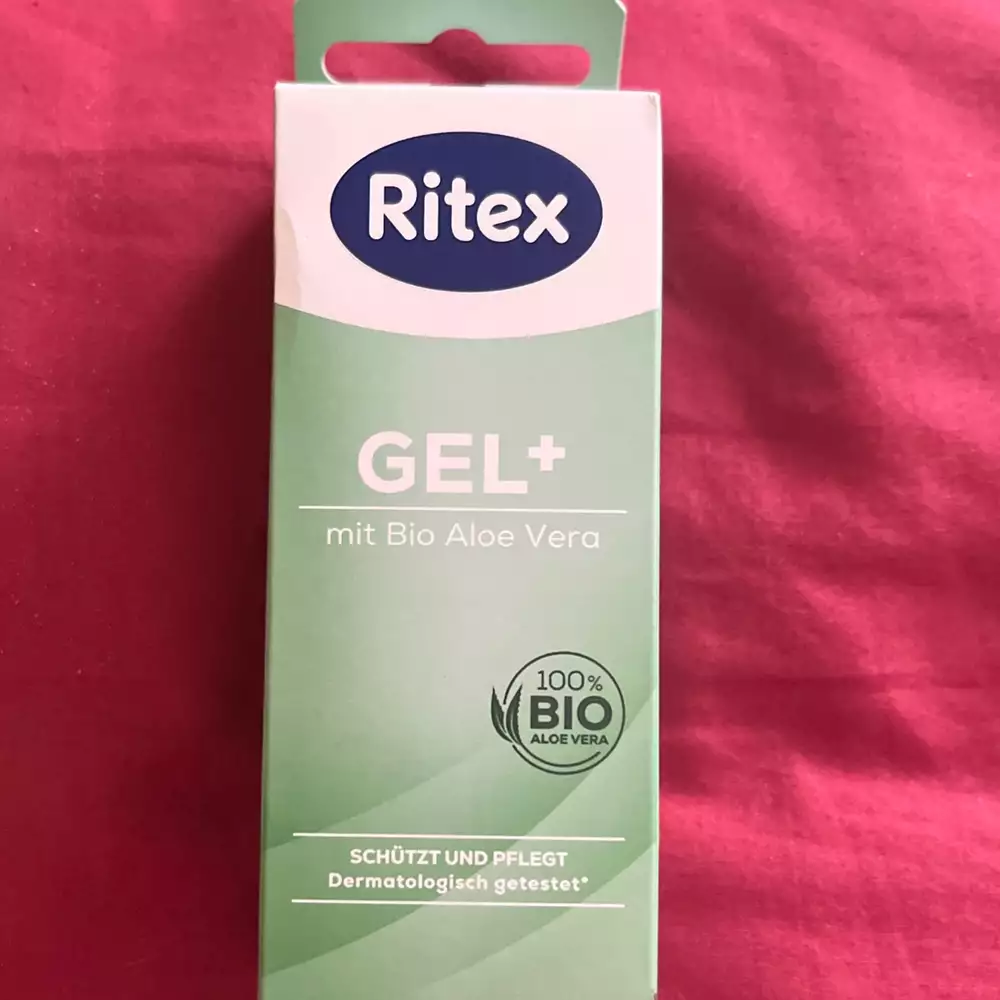 Ritex
GEL+
mit Bio Aloe Vera
100%
BIO
ALOE VERA
SCHÜTZT UND PFLEGT
Dermatologisch getestet*